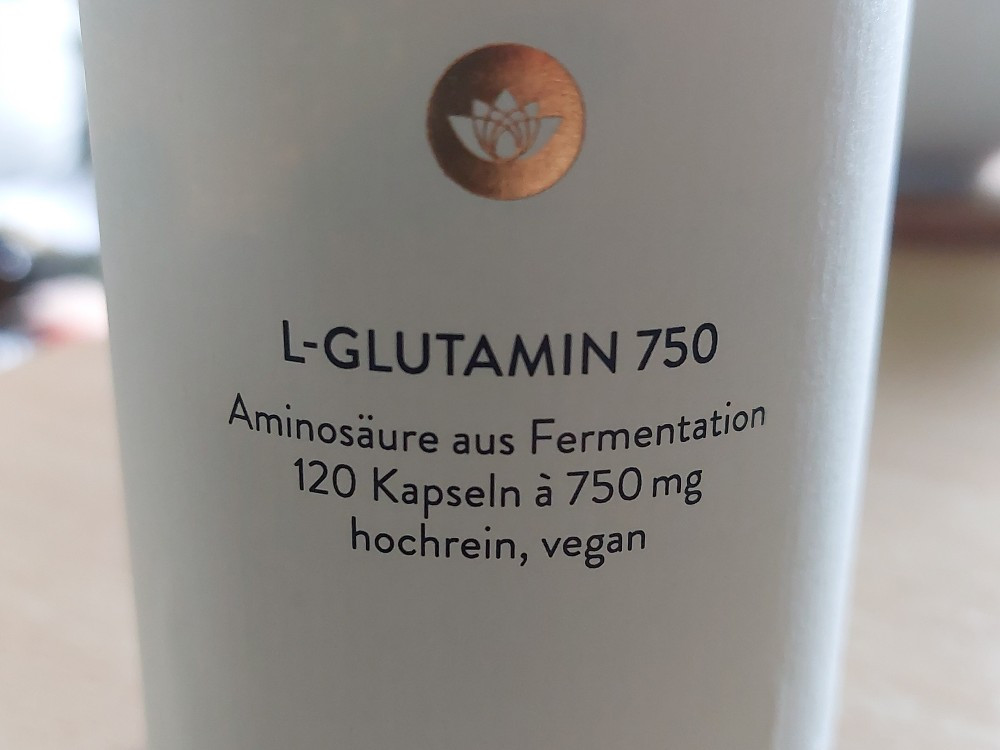 L-GLUTAMIN 750
Aminosäure aus Fermentation
120 Kapseln à 750 mg
hochrein, vegan